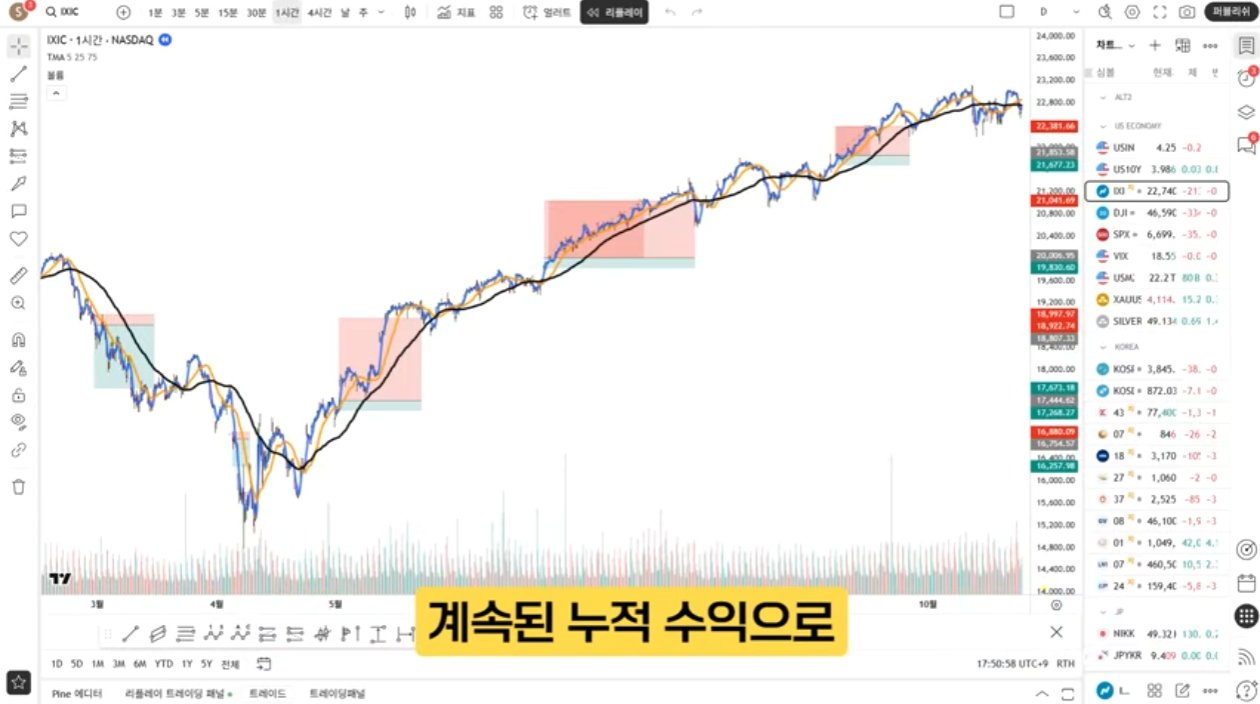 S 3 IXIC 1분 3분 5분 15분 30분 1시간 4시간 날 주 지표 얼러트 리플레이 D 퍼블리쉬
IXIC · 1시간 · NASDAQ
TMA 5 25 75
볼륨
24,000.00
23,600.00
23,200.00
22,800.00
22,381.66
21,853.58
21,677.23
21,200.00
21,041.69
20,800.00
20,400.00
20,006.95
19,830.60
19,600.00
19,200.00
18,997.97
18,922.74
18,807.33
18,400.00
18,000.00
17,673.18
17,444.62
17,268.27
16,880.09
16,754.57
16,400.00
16,257.98
16,000.00
15,600.00
15,200.00
14,800.00
14,400.00
14,000.00
3월 4월 5월 10월
계속된 누적 수익으로
1D 5D 1M 3M 6M YTD 1Y 5Y 전체 17:50:58 UTC+9 RTH
Pine 에디터 리플레이 트레이딩 패널 트레이드 트레이딩패널
차트...
심볼 현재. 체
ALT2
US ECONOMY
USIN 4.25 -0.2
US10Y 3.986 0.03
IXI 22,740 -0
DJI 46,590 -0
SPX 6,699. -35. -0
VIX 18.55 -0.0 -0
22.2T 80B 0.
XAUUS 4,114. 15.2 0.
SILVER 49.134 0.69 1.
KOREA
KOSI 3,845. -38. -0
KOSI 872.03 -7.1 -0
43 77,400 -1,3 -1
07 846 -26 -2
18 3,170 -3
27 1,060 -2 -0
37 2,525 -85 -3
08 46,100 -1,9 -3
01 1,049, 42,0 4.
07 460,50 10,5 2.
24 159,40 -5,8 -3
JP
NIKK 49,321 130. 0.2
JPYKR 9.409 0.00 0.0